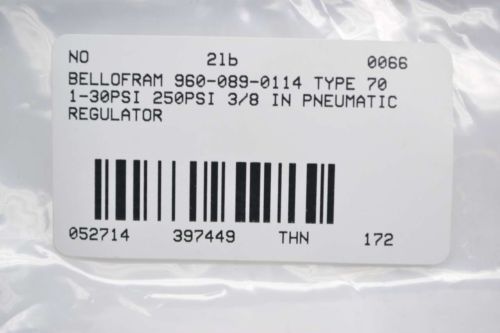 NO 2lb 0066
BELLOFRAM 960-089-0114 TYPE 70
1-30PSI 250PSI 3/8 IN PNEUMATIC
REGULATOR
052714 397449 THN 172